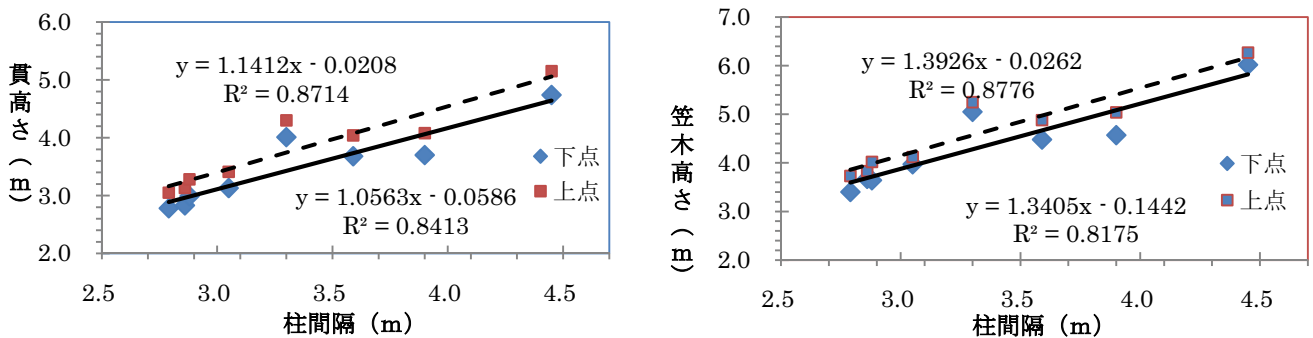 6.0
5.0
4.0
3.0
2.0
貫高さ(m)
y = 1.1412x - 0.0208
R² = 0.8714
下点
上点
y = 1.0563x - 0.0586
R² = 0.8413
2.5 3.0 3.5 4.0 4.5
柱間隔（m）
7.0
6.0
5.0
4.0
3.0
2.0
笠木高さ(m)
y = 1.3926x - 0.0262
R² = 0.8776
下点
上点
y = 1.3405x - 0.1442
R² = 0.8175
2.5 3.0 3.5 4.0 4.5
柱間隔（m）